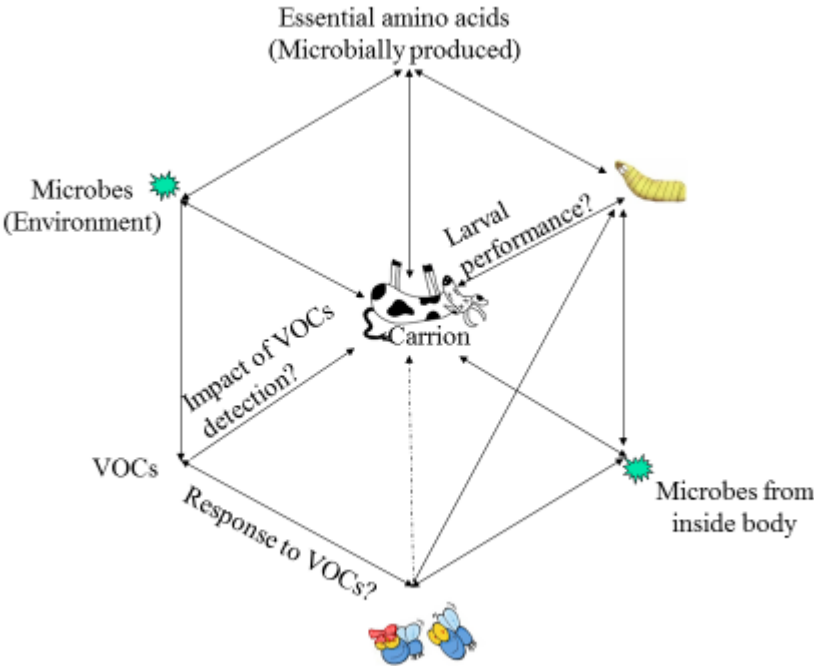 Essential amino acids
(Microbially produced)
Microbes
(Environment)
Larval
performance?
Carrion
Impact of VOCs
detection?
VOCs
Response to VOCs?
Microbes from
inside body